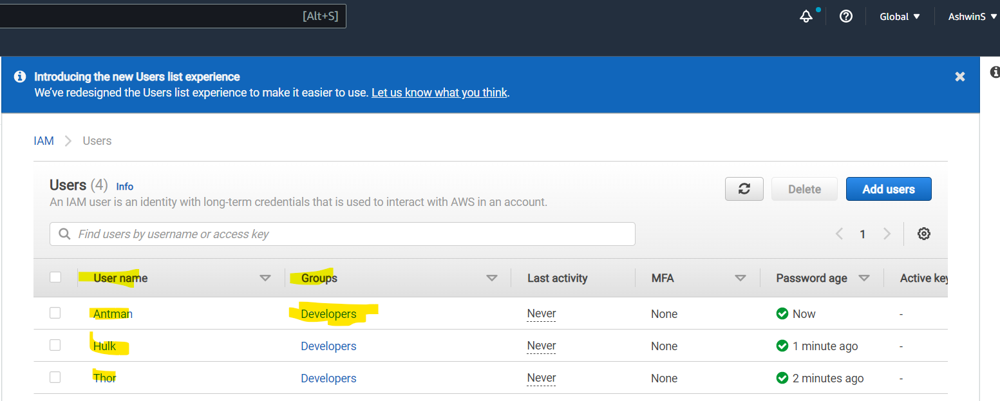 [Alt+S] Global AshwinS
Introducing the new Users list experience
We've redesigned the Users list experience to make it easier to use. Let us know what you think.
IAM Users
Users (4) Info
An IAM user is an identity with long-term credentials that is used to interact with AWS in an account.
Delete Add users
Find users by username or access key
1
User name Groups Last activity MFA Password age Active key
Antman Developers Never None Now -
Hulk Developers Never None 1 minute ago -
Thor Developers Never None 2 minutes ago -